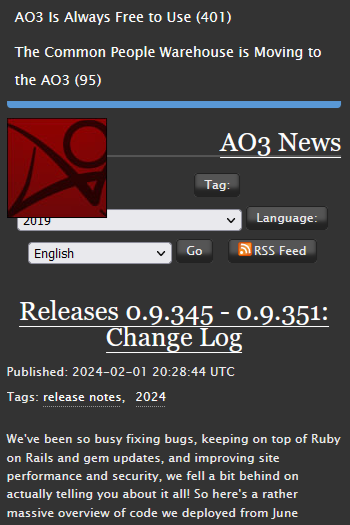 AO3 Is Always Free to Use (401)
The Common People Warehouse is Moving to
the AO3 (95)
AO3 News
Tag:
2019
Language:
English
Go
RSS Feed
Releases 0.9.345 - 0.9.351:
Change Log
Published: 2024-02-01 20:28:44 UTC
Tags: release notes, 2024
We've been so busy fixing bugs, keeping on top of Ruby
on Rails and gem updates, and improving site
performance and security, we fell a bit behind on
actually telling you about it all! So here's a rather
massive overview of code we deployed from June